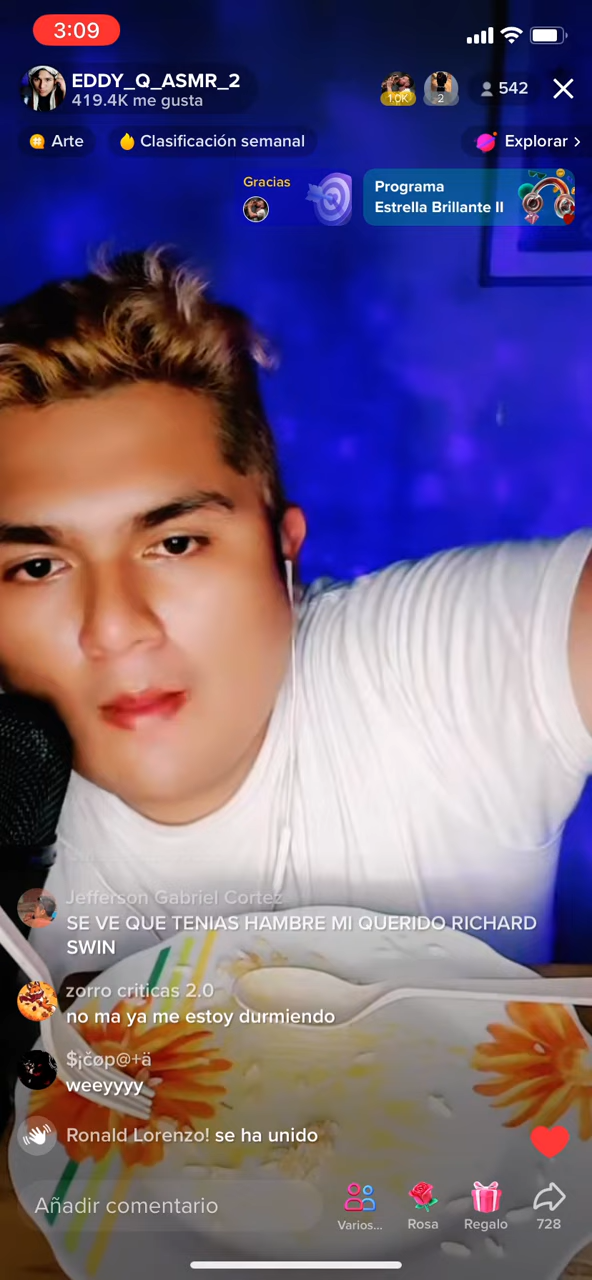 3:09
EDDY_Q_ASMR_2
419.4K me gusta
1.0K
2
542
Arte
Clasificación semanal
Explorar >
Gracias
Programa
Estrella Brillante II
Jefferson Gabriel Cortez
SE VE QUE TENIAS HAMBRE MI QUERIDO RICHARD
SWIN
zorro criticas 2.0
no ma ya me estoy durmiendo
$¡čøp@+ä
weeyyyy
Ronald Lorenzo! se ha unido
Añadir comentario
Varios...
Rosa
Regalo
728